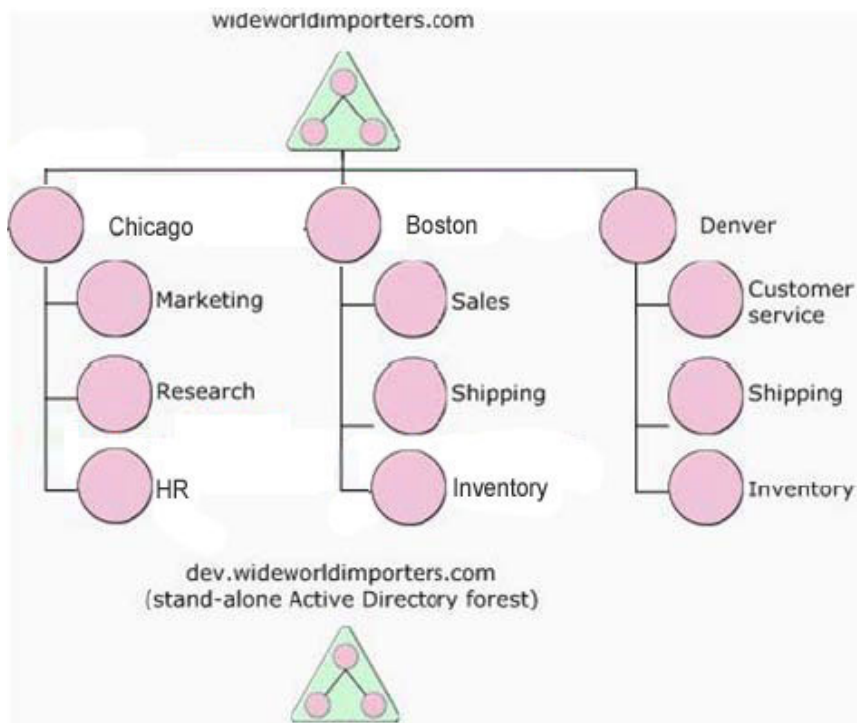 wideworldimporters.com
Chicago
Boston
Denver
Marketing
Sales
Customer
service
Research
Shipping
Shipping
HR
Inventory
Inventory
dev.wideworldimporters.com
(stand-alone Active Directory forest)